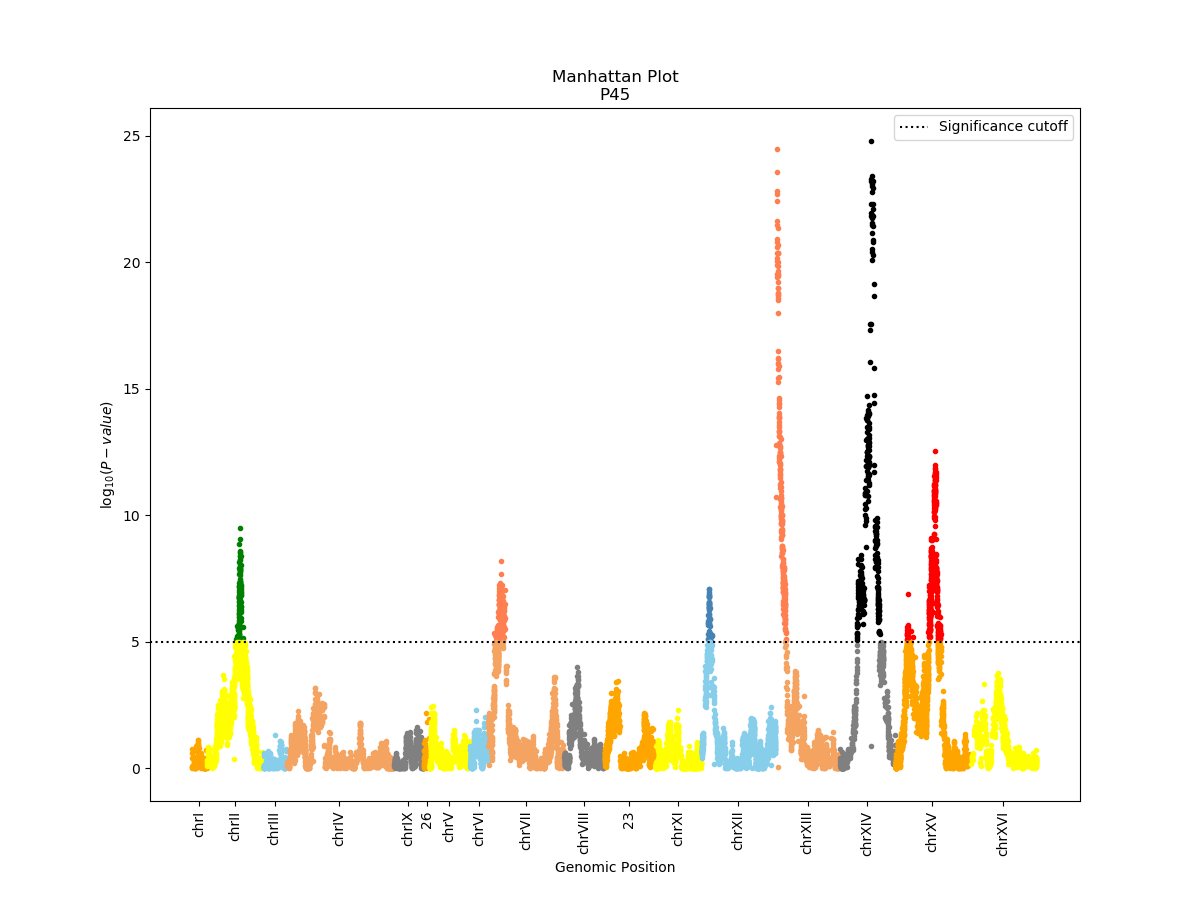 Manhattan Plot
P45
Significance cutoff
25
20
15
10
5
0
log₁₀(P − value)
chrI
chrII
chrIII
chrIV
chrIX
26
chrV
chrVI
chrVII
chrVIII
23
chrXI
chrXII
chrXIII
chrXIV
chrXV
chrXVI
Genomic Position